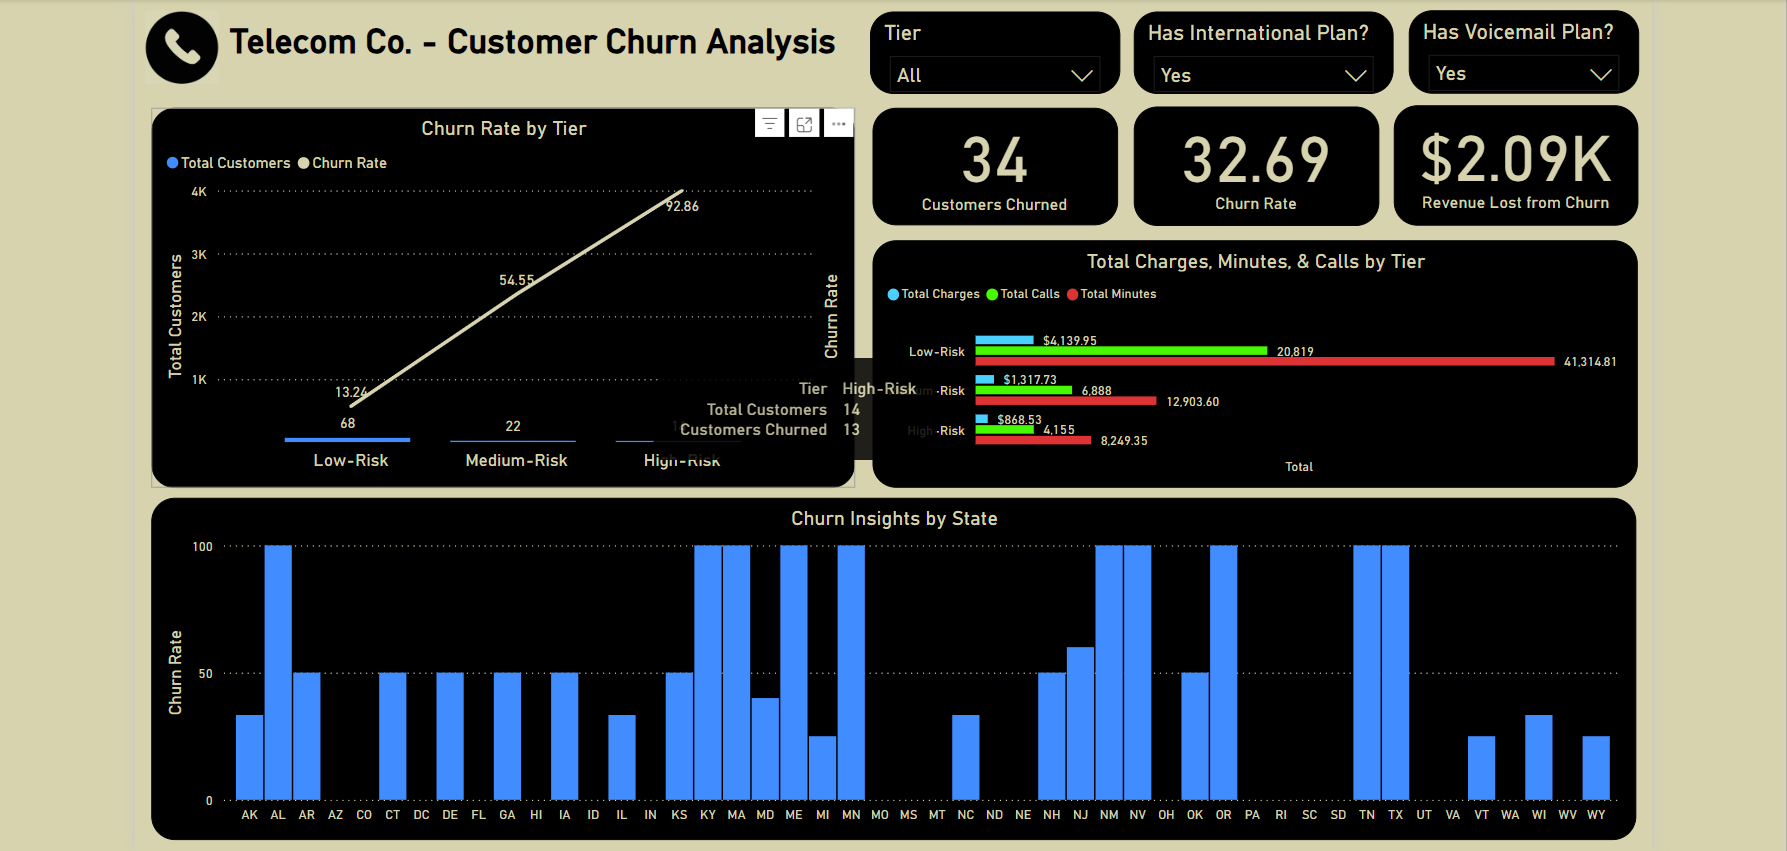 Telecom Co. - Customer Churn Analysis
Tier
All
Has International Plan?
Yes
Has Voicemail Plan?
Yes
Churn Rate by Tier
Total Customers Churn Rate
4K
3K
2K
1K
Total Customers
Churn Rate
13.24
54.55
92.86
68
22
Low-Risk Medium-Risk High-Risk
Tier High-Risk
Total Customers 14
Customers Churned 13
34
Customers Churned
32.69
Churn Rate
$2.09K
Revenue Lost from Churn
Total Charges, Minutes, & Calls by Tier
Total Charges Total Calls Total Minutes
Low-Risk
$4,139.95
20,819
41,314.81
-Risk
$1,317.73
6,888
12,903.60
High-Risk
$868.53
4,155
8,249.35
Total
Churn Insights by State
100
50
0
Churn Rate
AK AL AR AZ CO CT DC DE FL GA HI IA ID IL IN KS KY MA MD ME MI MN MO MS MT NC ND NE NH NJ NM NV OH OK OR PA RI SC SD TN TX UT VA VT WA WI WV WY